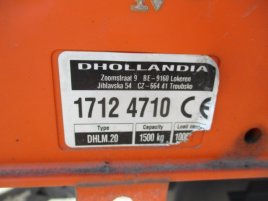 DHOLLANDIA
Zoomstraat 9 BE - 9160 Lokeren
Jihlavska 54 CZ - 664 41 Troubsko
1712 4710 CE
Type Capacity
DHLM.20 1500 kg